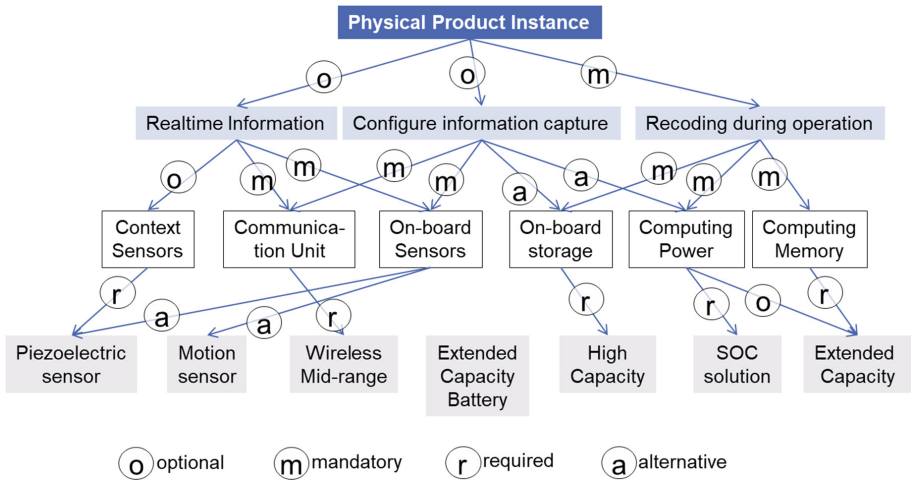 Physical Product Instance
o o m
Realtime Information Configure information capture Recoding during operation
o m m m m a a m m m
Context Communica- On-board On-board Computing Computing
Sensors tion Unit Sensors storage Power Memory
r a a r r r o r
Piezoelectric Motion Wireless Extended High SOC Extended
sensor sensor Mid-range Capacity Capacity solution Capacity
Battery
o optional m mandatory r required a alternative